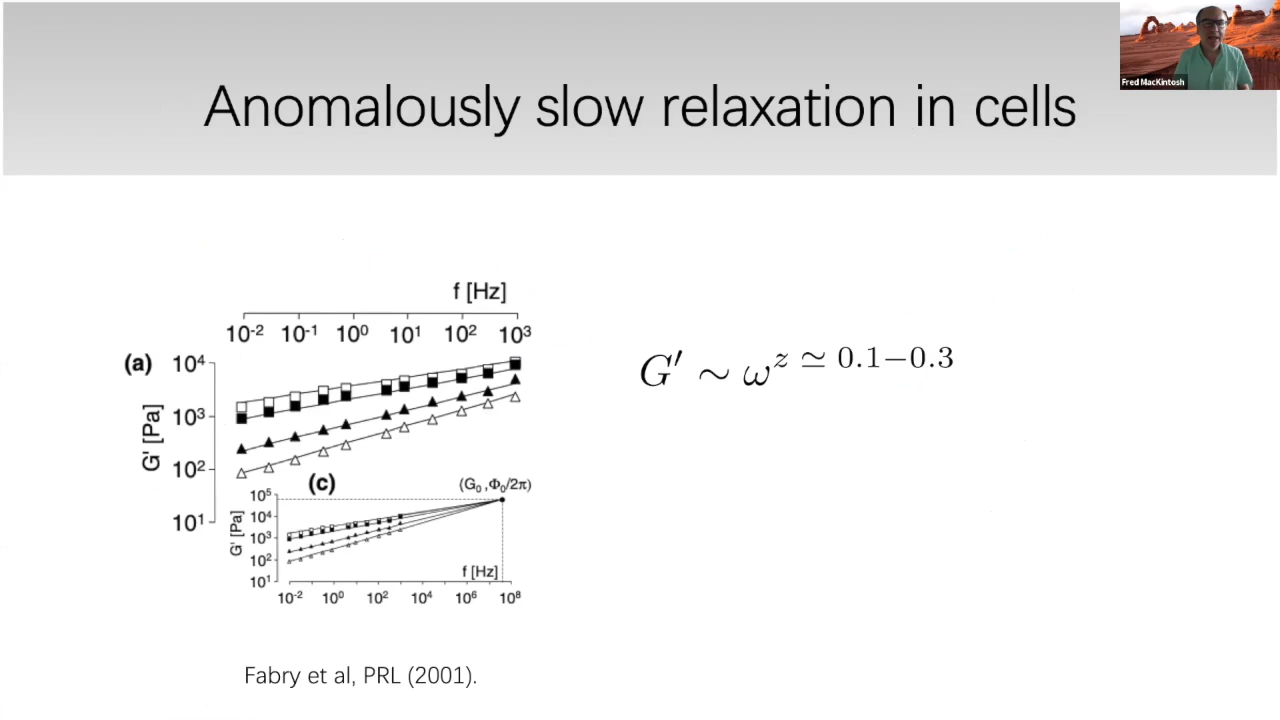 Anomalously slow relaxation in cells
Fred MacKintosh
f [Hz]
10⁻² 10⁻¹ 10⁰ 10¹ 10² 10³
(a)
G' [Pa]
10⁴
10³
10²
10¹
G' ~ ω^z ≃ 0.1–0.3
(c)
(G₀,Φ₀/2π)
G' [Pa]
10⁵
10⁴
10³
10²
10¹
f [Hz]
10⁻² 10⁰ 10² 10⁴ 10⁶ 10⁸
Fabry et al, PRL (2001).